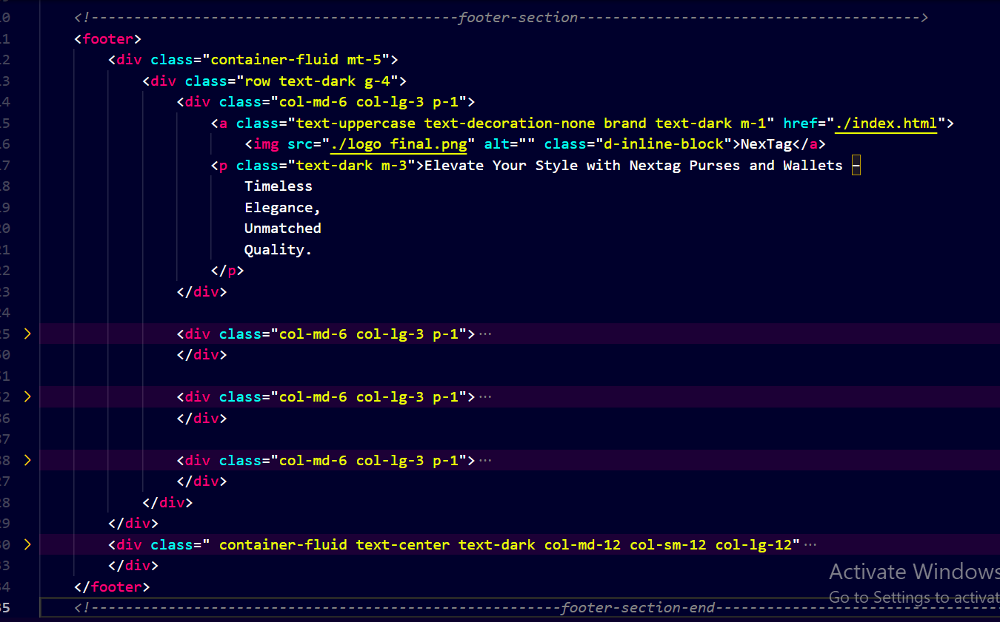 <!-------------------------------------------footer-section---------------------------------------->
<footer>
<div class="container-fluid mt-5">
<div class="row text-dark g-4">
<div class="col-md-6 col-lg-3 p-1">
<a class="text-uppercase text-decoration-none brand text-dark m-1" href="./index.html">
<img src="./logo final.png" alt="" class="d-inline-block">NexTag</a>
<p class="text-dark m-3">Elevate Your Style with Nextag Purses and Wallets –
Timeless
Elegance,
Unmatched
Quality.
</p>
</div>
<div class="col-md-6 col-lg-3 p-1">···
</div>
<div class="col-md-6 col-lg-3 p-1">···
</div>
<div class="col-md-6 col-lg-3 p-1">···
</div>
</div>
</div>
<div class=" container-fluid text-center text-dark col-md-12 col-sm-12 col-lg-12"···
</div>
</footer>
<!-------------------------------------------------------footer-section-end---------------------------------
Activate Windows
Go to Settings to activat